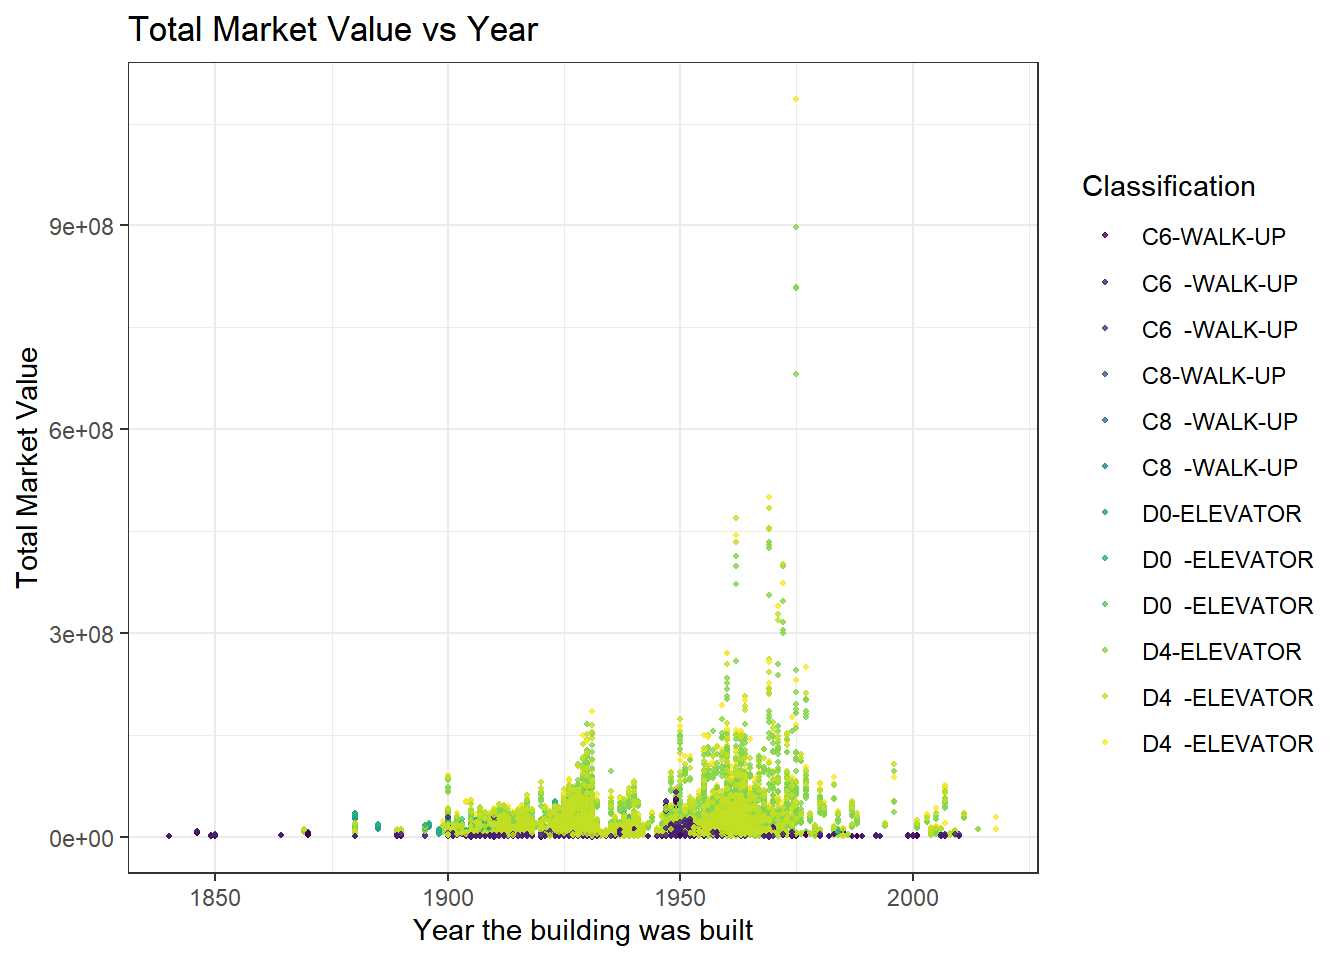 Total Market Value vs Year
Total Market Value
9e+08
6e+08
3e+08
0e+00
1850
1900
1950
2000
Year the building was built
Classification
C6-WALK-UP
C6  -WALK-UP
C6  -WALK-UP
C8-WALK-UP
C8  -WALK-UP
C8  -WALK-UP
D0-ELEVATOR
D0  -ELEVATOR
D0  -ELEVATOR
D4-ELEVATOR
D4  -ELEVATOR
D4  -ELEVATOR